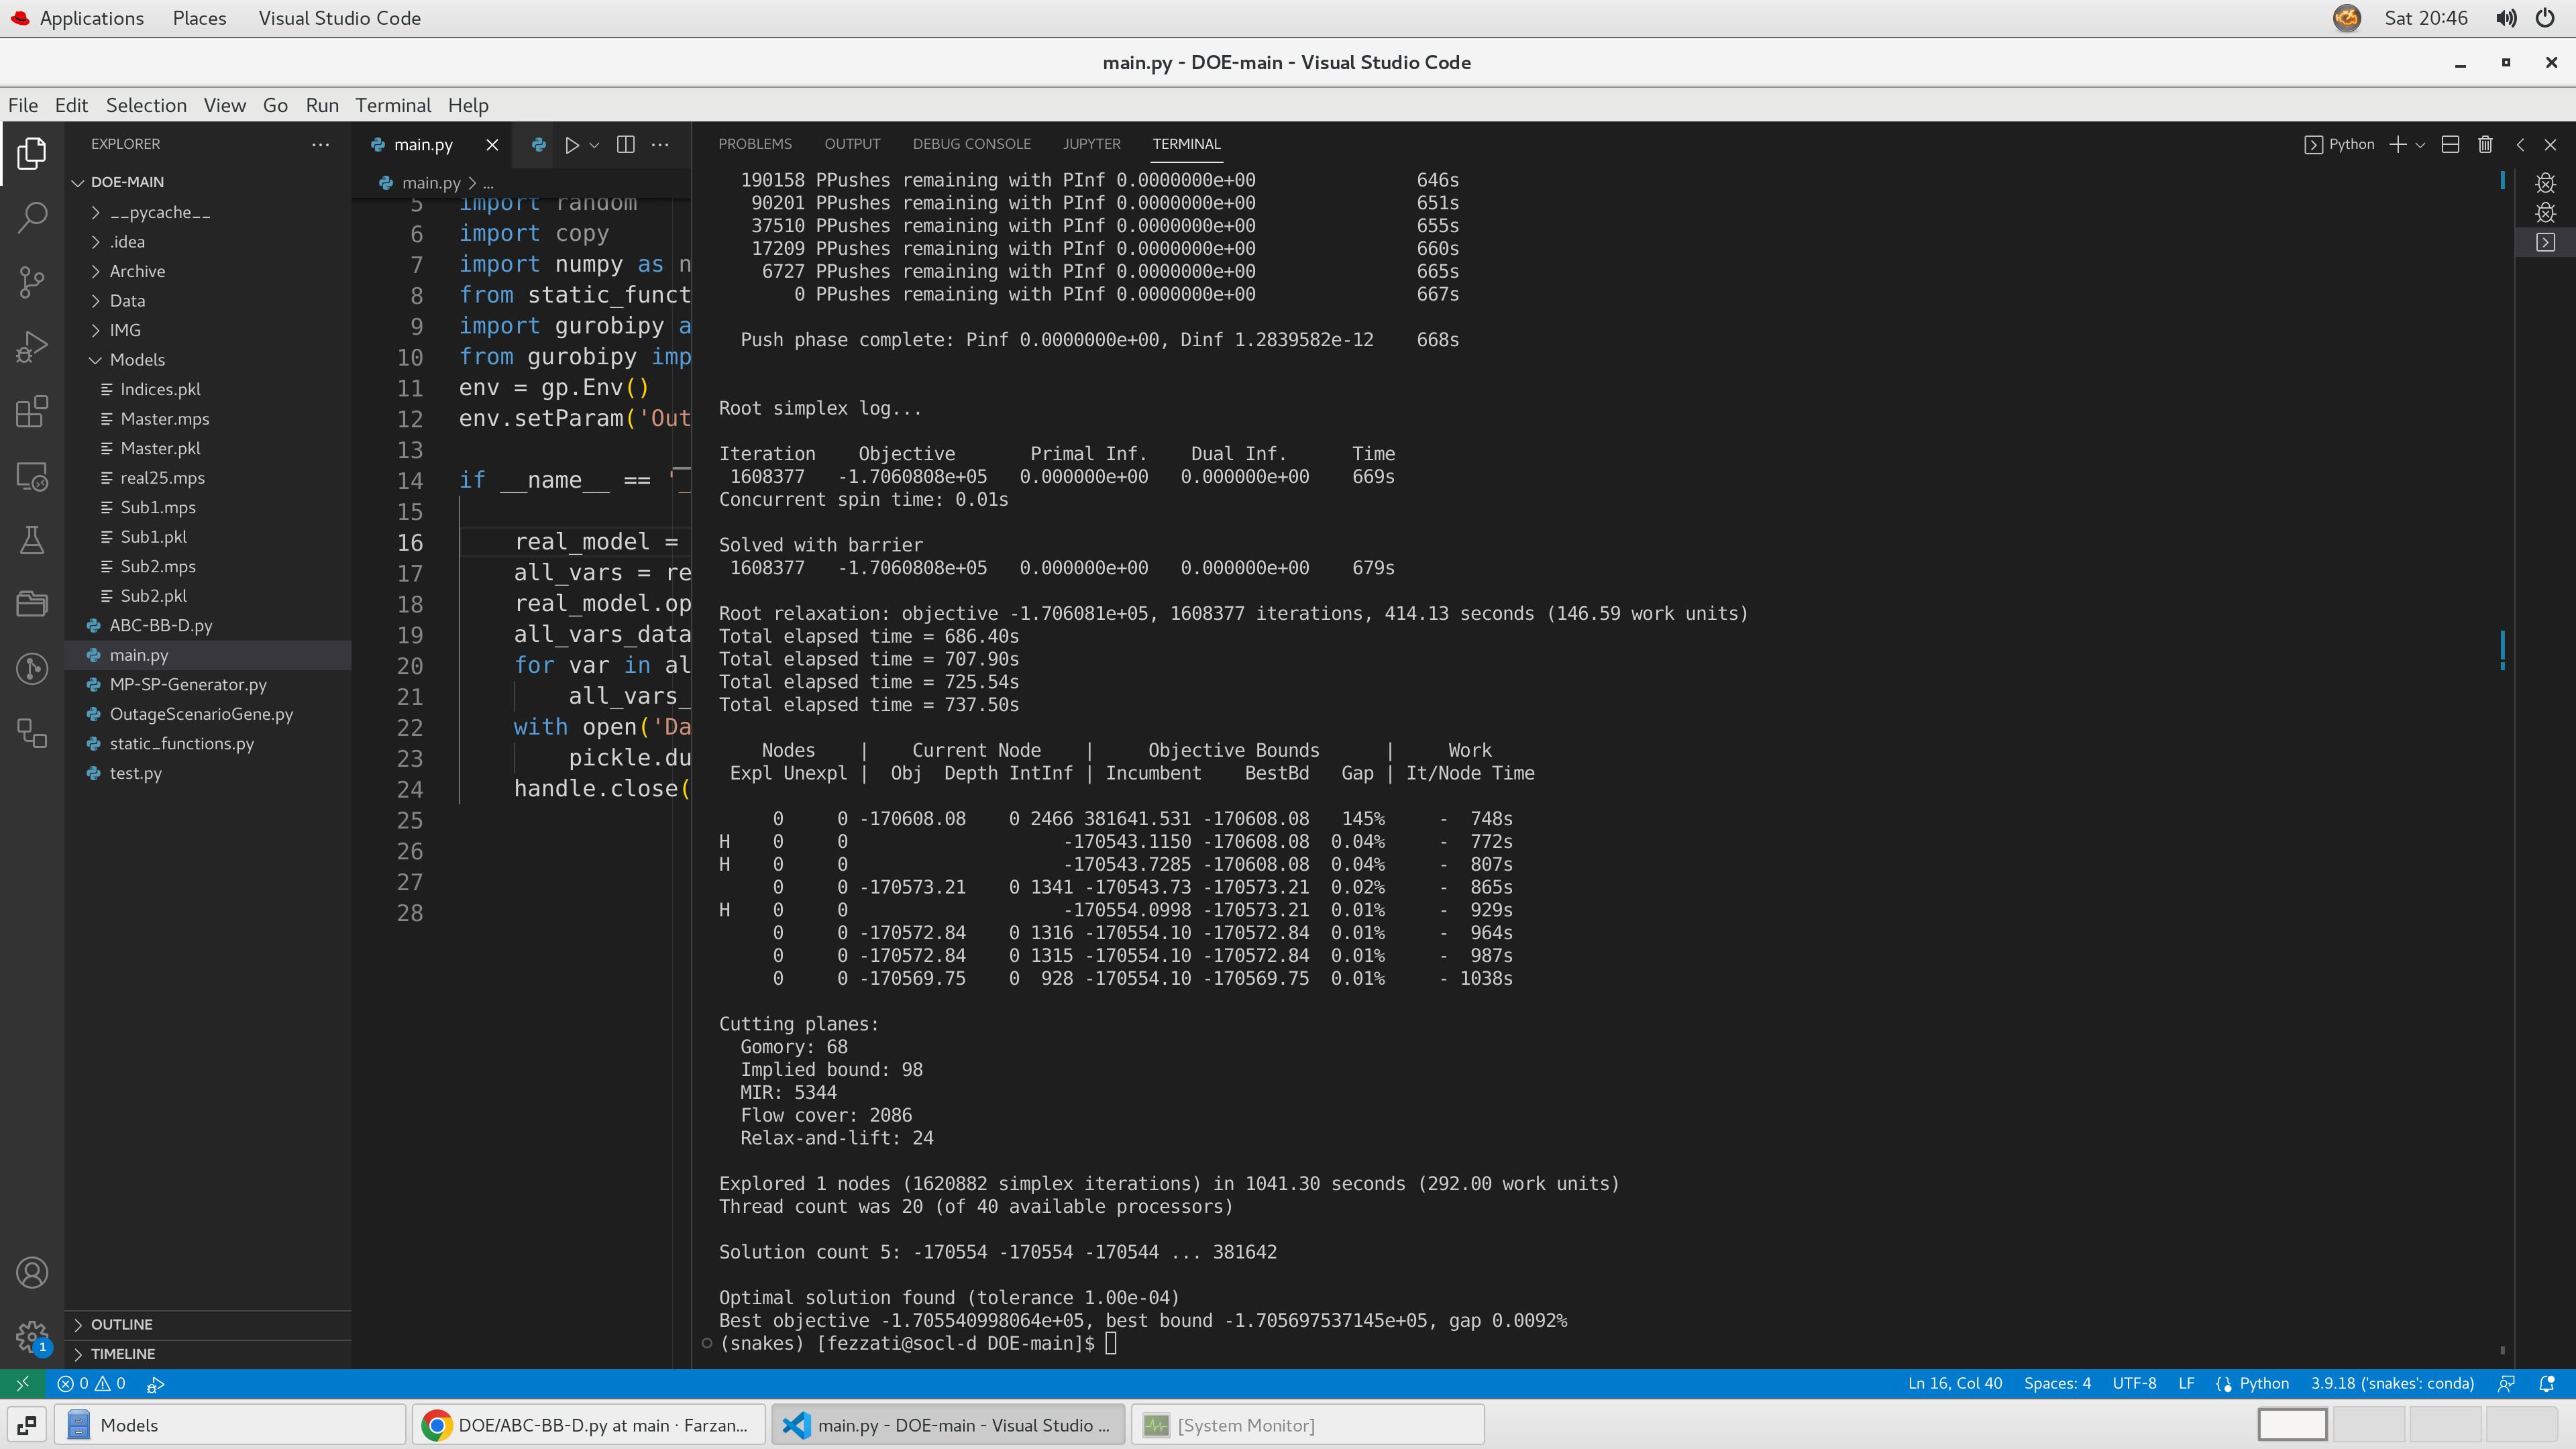 Applications Places Visual Studio Code Sat 20:46
main.py - DOE-main - Visual Studio Code
File Edit Selection View Go Run Terminal Help
EXPLORER
DOE-MAIN
__pycache__
.idea
Archive
Data
IMG
Models
Indices.pkl
Master.mps
Master.pkl
real25.mps
Sub1.mps
Sub1.pkl
Sub2.mps
Sub2.pkl
ABC-BB-D.py
main.py
MP-SP-Generator.py
OutageScenarioGene.py
static_functions.py
test.py
OUTLINE
TIMELINE
1
main.py
main.py > ...
5 import random
6 import copy
7 import numpy as n
8 from static_funct
9 import gurobipy a
10 from gurobipy imp
11 env = gp.Env()
12 env.setParam('Out
13
14 if __name__ == '_
15
16 real_model =
17 all_vars = re
18 real_model.op
19 all_vars_data
20 for var in al
21 all_vars_
22 with open('Da
23 pickle.du
24 handle.close(
25
26
27
28
PROBLEMS OUTPUT DEBUG CONSOLE JUPYTER TERMINAL Python
190158 PPushes remaining with PInf 0.0000000e+00 646s
90201 PPushes remaining with PInf 0.0000000e+00 651s
37510 PPushes remaining with PInf 0.0000000e+00 655s
17209 PPushes remaining with PInf 0.0000000e+00 660s
6727 PPushes remaining with PInf 0.0000000e+00 665s
0 PPushes remaining with PInf 0.0000000e+00 667s
Push phase complete: Pinf 0.0000000e+00, Dinf 1.2839582e-12 668s
Root simplex log...
Iteration Objective Primal Inf. Dual Inf. Time
1608377 -1.7060808e+05 0.000000e+00 0.000000e+00 669s
Concurrent spin time: 0.01s
Solved with barrier
1608377 -1.7060808e+05 0.000000e+00 0.000000e+00 679s
Root relaxation: objective -1.706081e+05, 1608377 iterations, 414.13 seconds (146.59 work units)
Total elapsed time = 686.40s
Total elapsed time = 707.90s
Total elapsed time = 725.54s
Total elapsed time = 737.50s
Nodes | Current Node | Objective Bounds | Work
Expl Unexpl | Obj Depth IntInf | Incumbent BestBd Gap | It/Node Time
0 0 -170608.08 0 2466 381641.531 -170608.08 145% - 748s
H 0 0 -170543.1150 -170608.08 0.04% - 772s
H 0 0 -170543.7285 -170608.08 0.04% - 807s
0 0 -170573.21 0 1341 -170543.73 -170573.21 0.02% - 865s
H 0 0 -170554.0998 -170573.21 0.01% - 929s
0 0 -170572.84 0 1316 -170554.10 -170572.84 0.01% - 964s
0 0 -170572.84 0 1315 -170554.10 -170572.84 0.01% - 987s
0 0 -170569.75 0 928 -170554.10 -170569.75 0.01% - 1038s
Cutting planes:
Gomory: 68
Implied bound: 98
MIR: 5344
Flow cover: 2086
Relax-and-lift: 24
Explored 1 nodes (1620882 simplex iterations) in 1041.30 seconds (292.00 work units)
Thread count was 20 (of 40 available processors)
Solution count 5: -170554 -170554 -170544 ... 381642
Optimal solution found (tolerance 1.00e-04)
Best objective -1.705540998064e+05, best bound -1.705697537145e+05, gap 0.0092%
(snakes) [fezzati@socl-d DOE-main]$
0 0 Ln 16, Col 40 Spaces: 4 UTF-8 LF Python 3.9.18 ('snakes': conda)
Models DOE/ABC-BB-D.py at main · Farzan... main.py - DOE-main - Visual Studio ... [System Monitor]